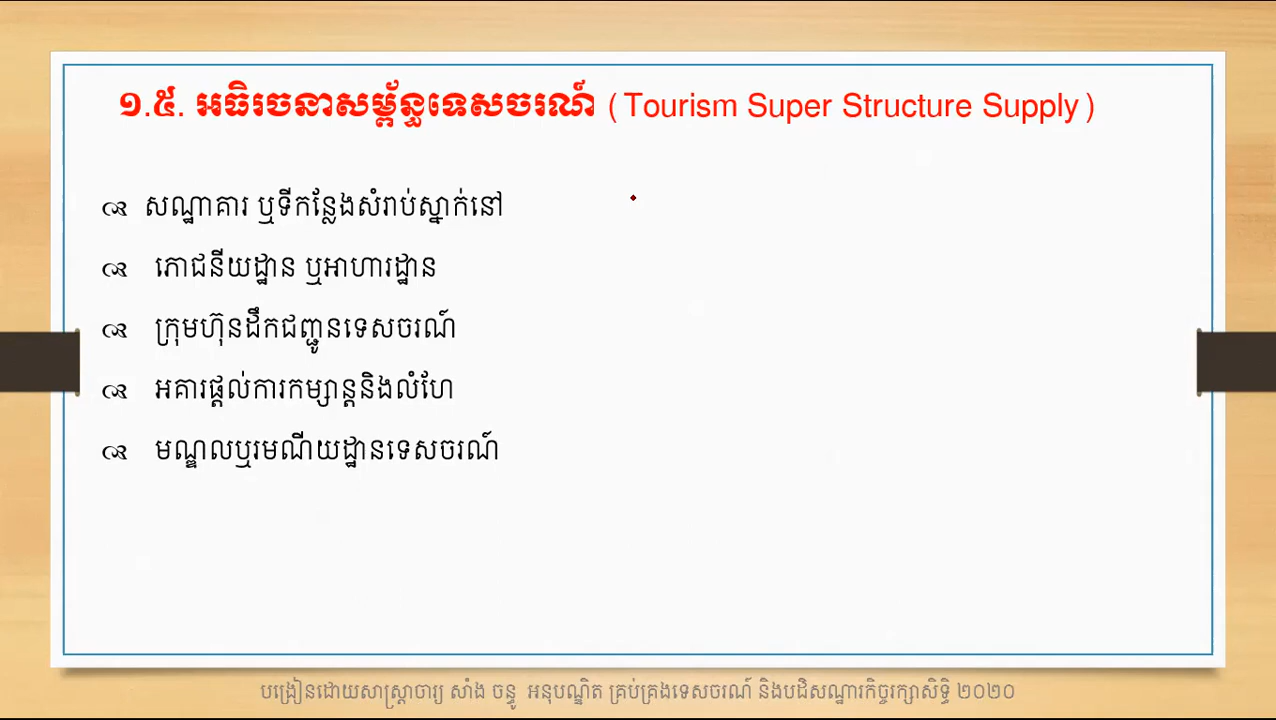 ១.៥. អធិរចនាសម្ព័ន្ធទេសចរណ៍ (Tourism Super Structure Supply)
សណ្ឋាគារ ឬទីកន្លែងសំរាប់ស្នាក់នៅ
ភោជនីយដ្ឋាន ឬអាហារដ្ឋាន
ក្រុមហ៊ុនដឹកជញ្ជូនទេសចរណ៍
អគារផ្តល់ការកម្សាន្តនិងលំហែ
មណ្ឌលឬរមណីយដ្ឋានទេសចរណ៍
បង្រៀនដោយសាស្ត្រាចារ្យ សាំង ចន្ធូ អនុបណ្ឌិត គ្រប់គ្រងទេសចរណ៍ និងបដិសណ្ឋារកិច្ចរក្សាសិទ្ធិ ២០២០